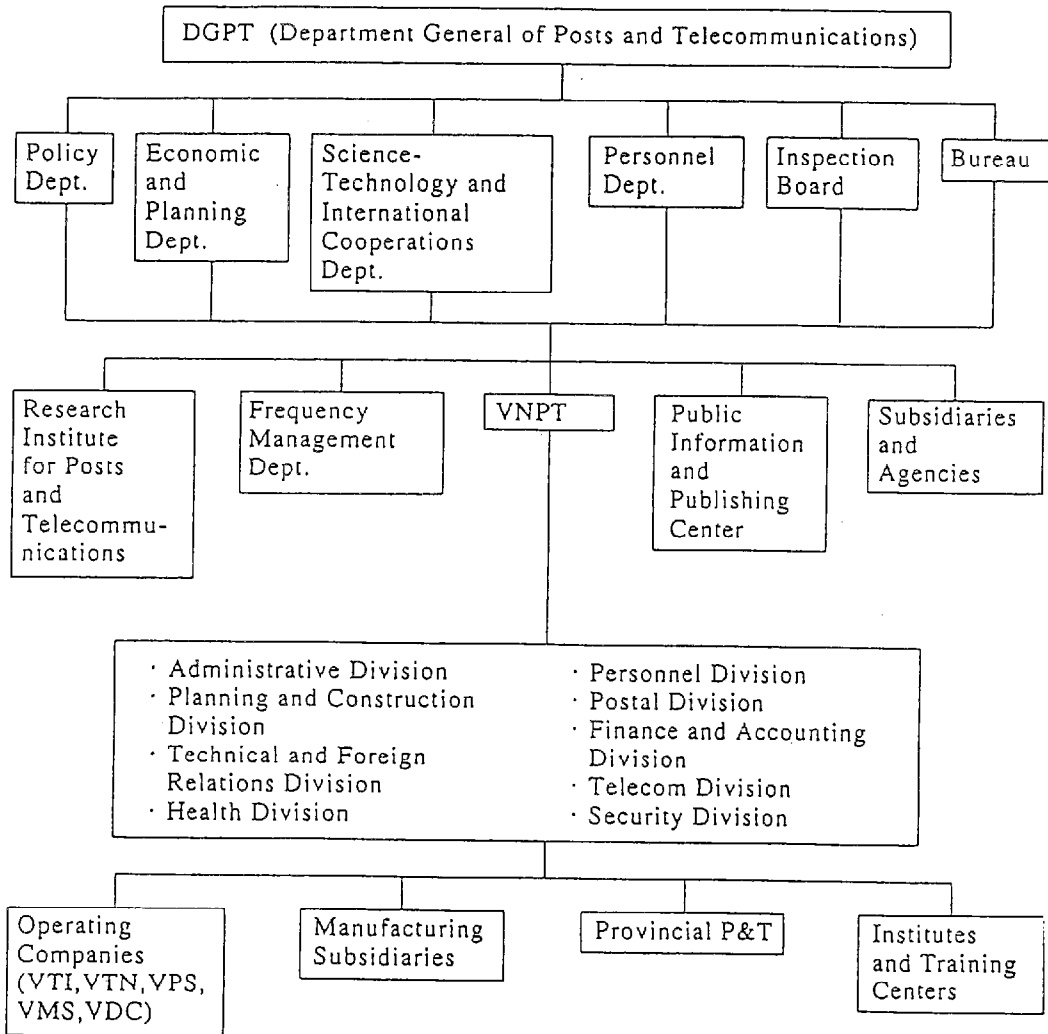 DGPT (Department General of Posts and Telecommunications)
Policy
Dept.
Economic
and
Planning
Dept.
Science-
Technology and
International
Cooperations
Dept.
Personnel
Dept.
Inspection
Board
Bureau
Research
Institute
for Posts
and
Telecommu-
nications
Frequency
Management
Dept.
VNPT
Public
Information
and
Publishing
Center
Subsidiaries
and
Agencies
· Administrative Division
· Planning and Construction
Division
· Technical and Foreign
Relations Division
· Health Division
· Personnel Division
· Postal Division
· Finance and Accounting
Division
· Telecom Division
· Security Division
Operating
Companies
(VTI,VTN,VPS,
VMS,VDC)
Manufacturing
Subsidiaries
Provincial P&T
Institutes
and Training
Centers